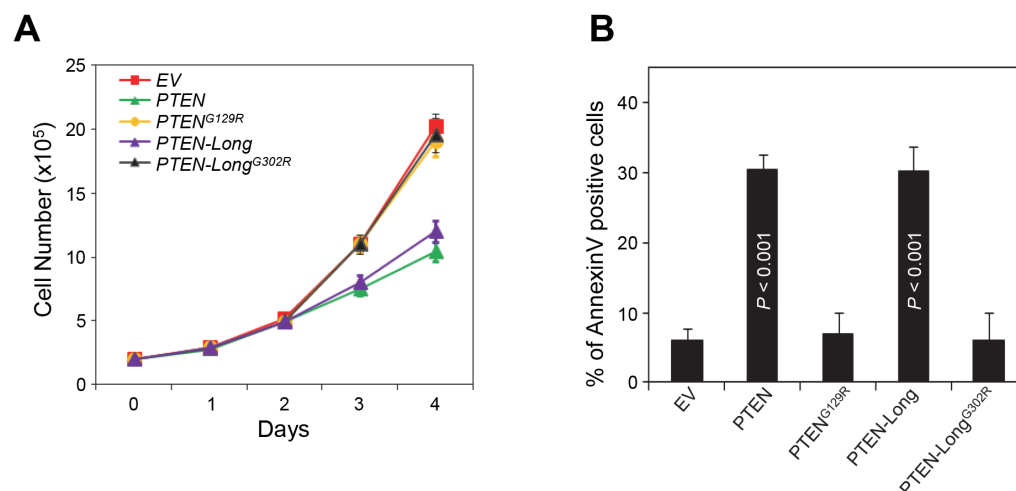 A
Cell Number (x10⁵)
25
20
15
10
5
0
EV
PTEN
PTEN^G129R
PTEN-Long
PTEN-Long^G302R
0 1 2 3 4
Days
B
% of AnnexinV positive cells
40
30
20
10
0
P < 0.001
P < 0.001
EV
PTEN
PTEN^G129R
PTEN-Long
PTEN-Long^G302R